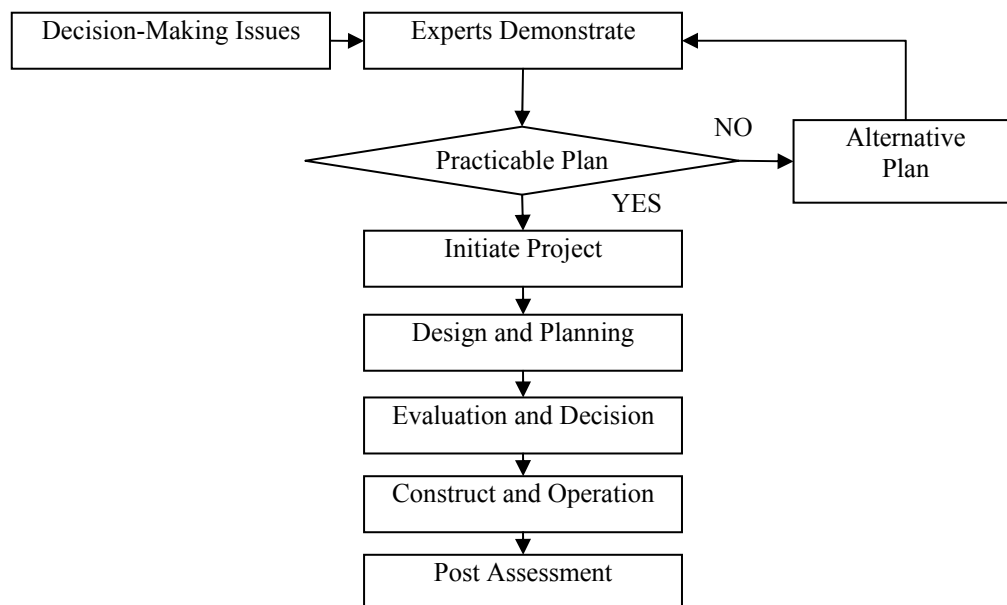 Decision-Making Issues
Experts Demonstrate
NO
Alternative
Plan
Practicable Plan
YES
Initiate Project
Design and Planning
Evaluation and Decision
Construct and Operation
Post Assessment